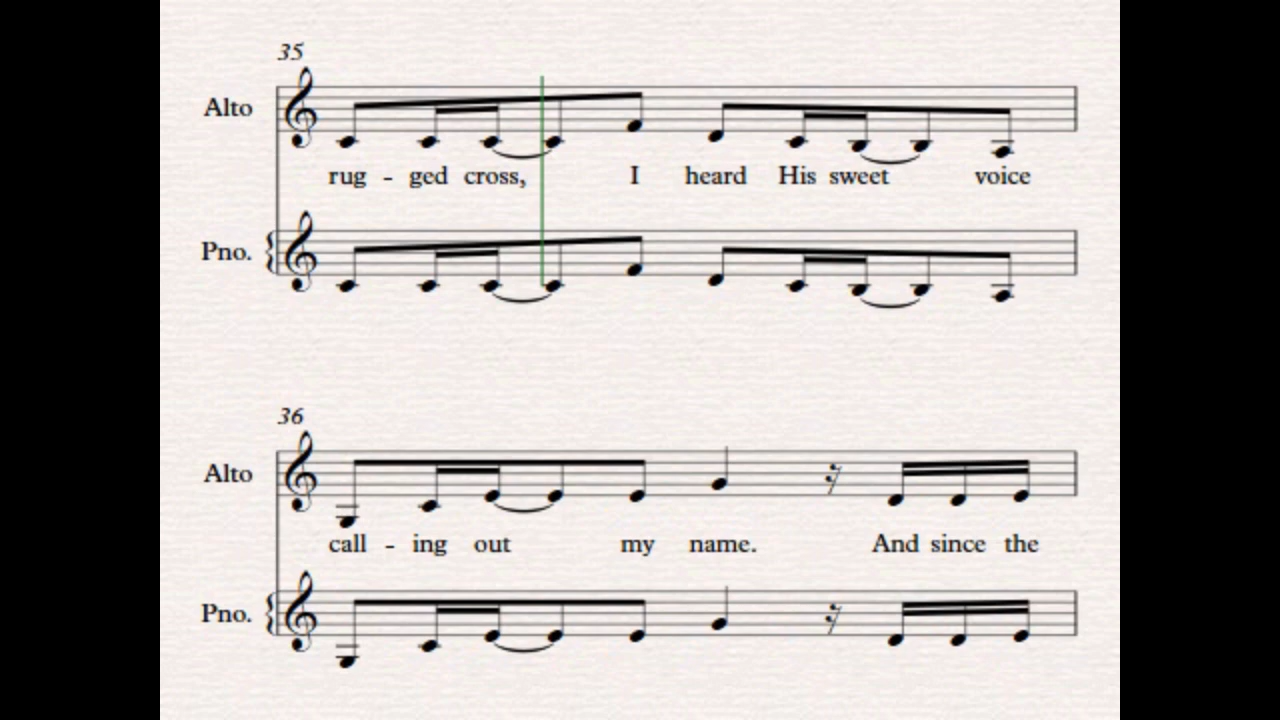 35
Alto
rug - ged cross, I heard His sweet voice
Pno.
36
Alto
call - ing out my name. And since the
Pno.